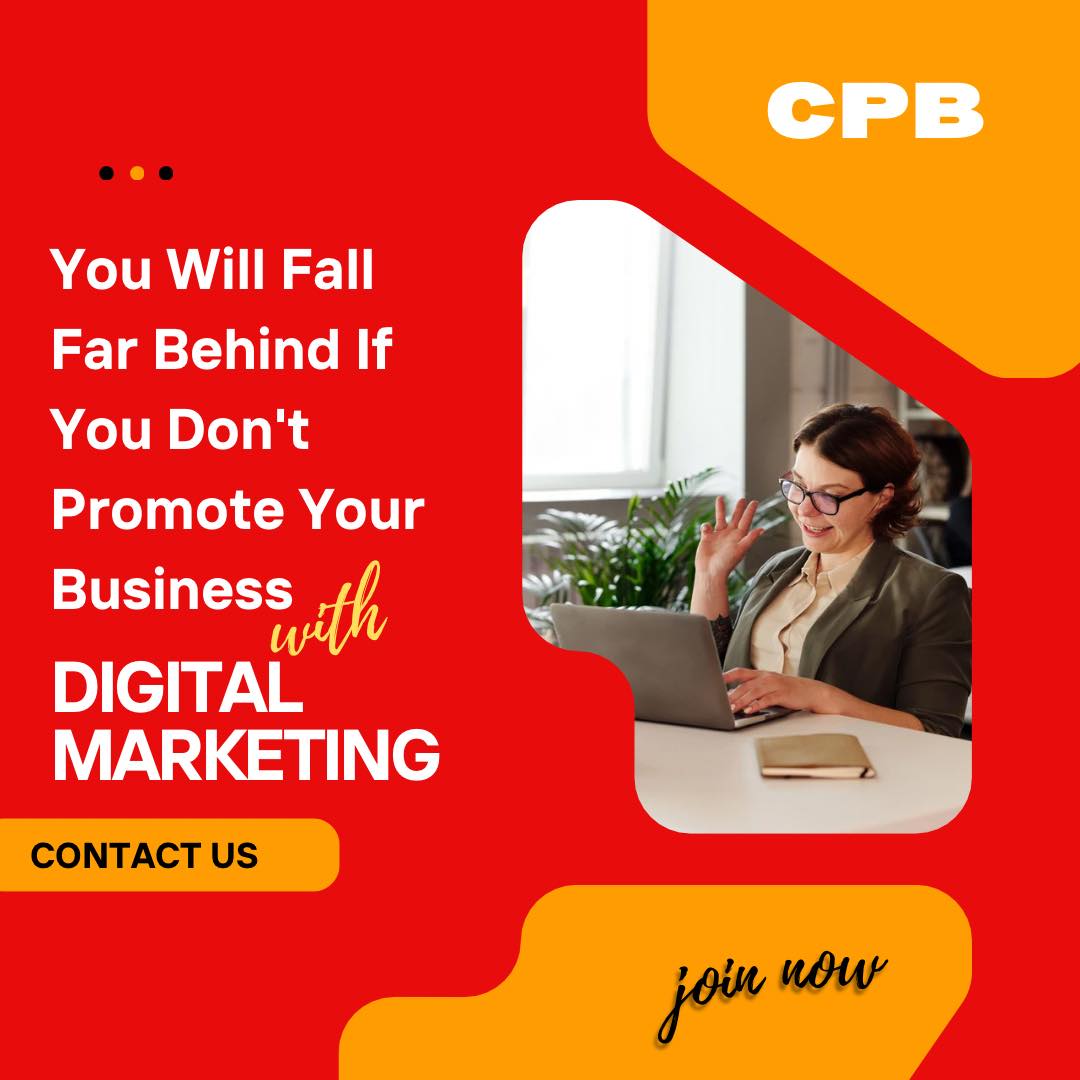 CPB
You Will Fall
Far Behind If
You Don't
Promote Your
Business with
DIGITAL
MARKETING
CONTACT US
join now